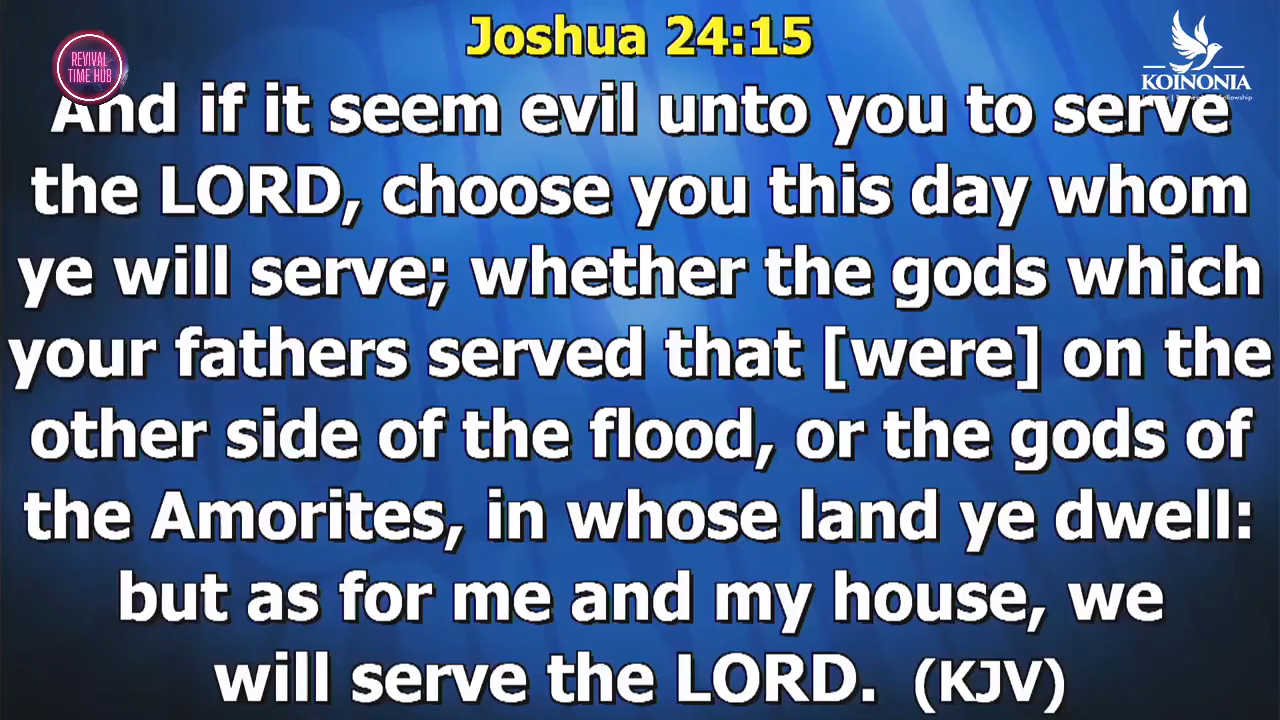 Joshua 24:15
REVIVAL
TIME HUB
KOINONIA
And if it seem evil unto you to serve
the LORD, choose you this day whom
ye will serve; whether the gods which
your fathers served that [were] on the
other side of the flood, or the gods of
the Amorites, in whose land ye dwell:
but as for me and my house, we
will serve the LORD. (KJV)